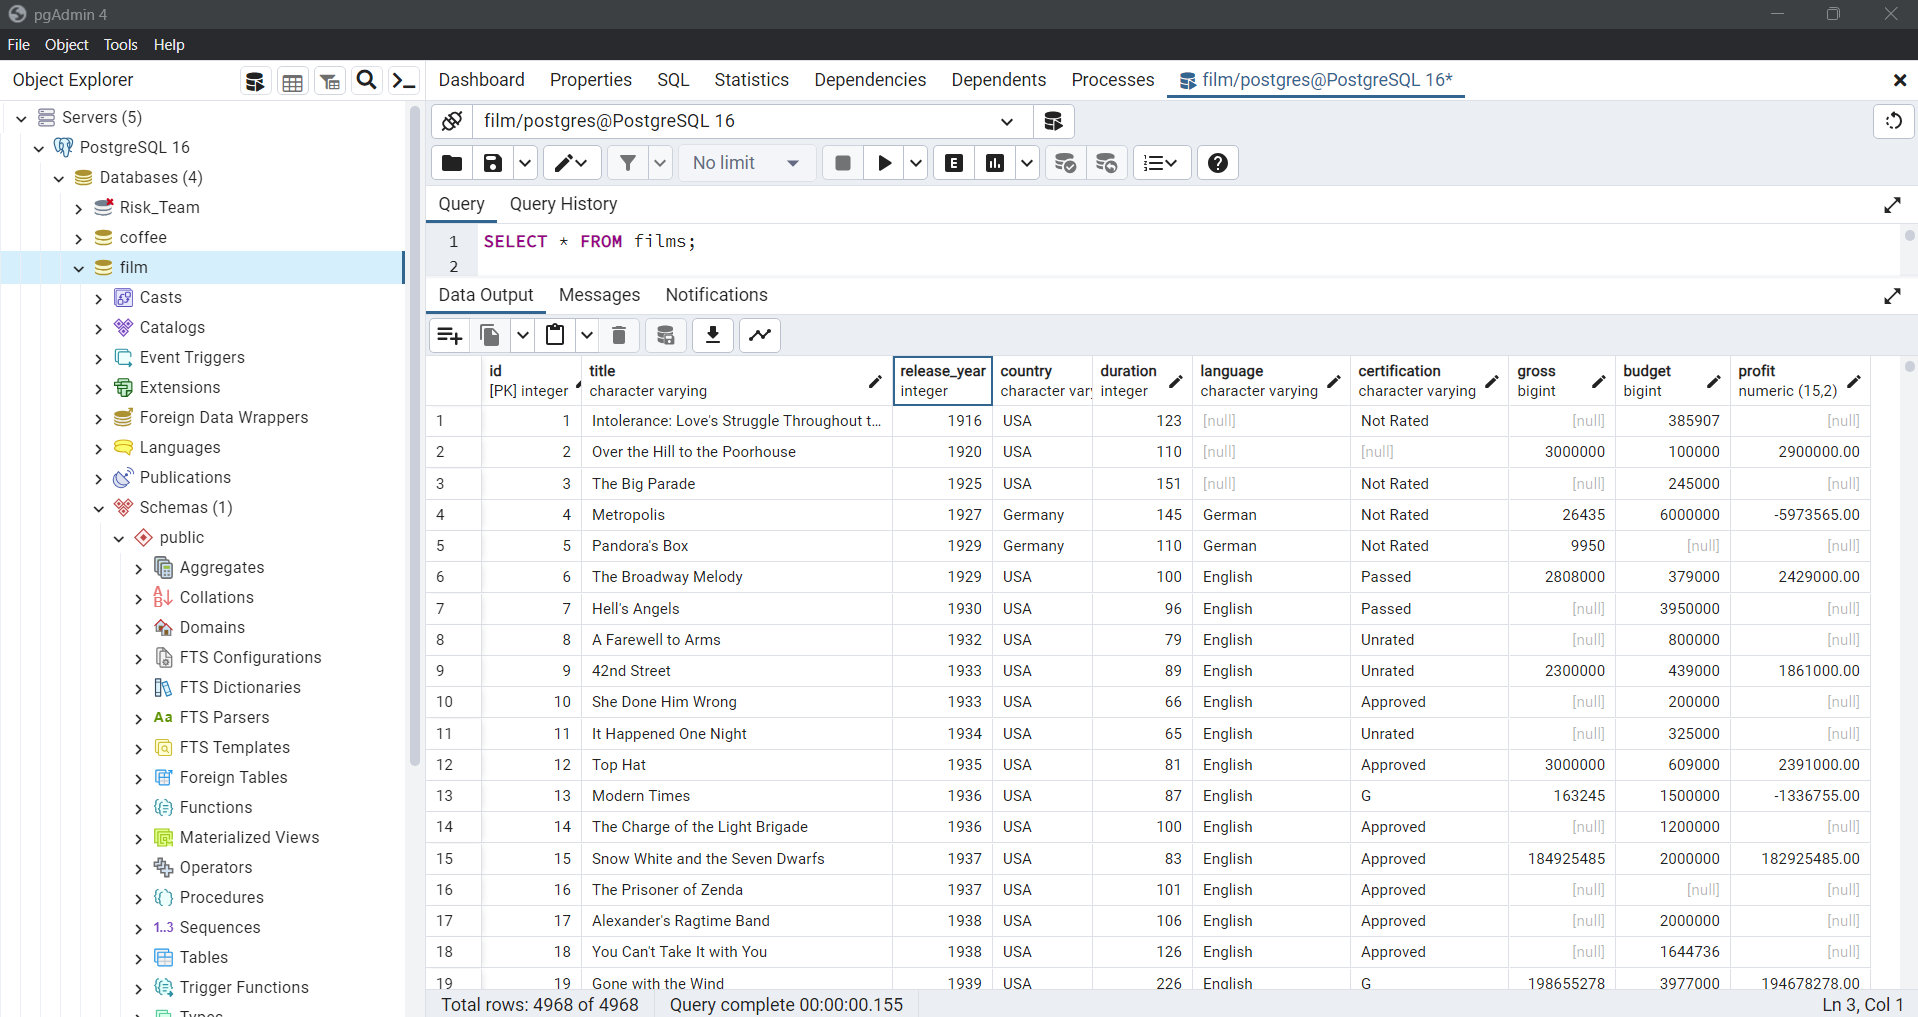 pgAdmin 4
File Object Tools Help
Object Explorer
Dashboard Properties SQL Statistics Dependencies Dependents Processes film/postgres@PostgreSQL 16*
Servers (5)
PostgreSQL 16
Databases (4)
Risk_Team
coffee
film
Casts
Catalogs
Event Triggers
Extensions
Foreign Data Wrappers
Languages
Publications
Schemas (1)
public
Aggregates
Collations
Domains
FTS Configurations
FTS Dictionaries
Aa FTS Parsers
FTS Templates
Foreign Tables
Functions
Materialized Views
Operators
Procedures
1..3 Sequences
Tables
Trigger Functions
Types
film/postgres@PostgreSQL 16
No limit E
Query Query History
1 SELECT * FROM films;
2
Data Output Messages Notifications
id title release_year country duration language certification gross budget profit
[PK] integer character varying integer character var integer character varying character varying bigint bigint numeric (15,2)
1 1 Intolerance: Love's Struggle Throughout t... 1916 USA 123 [null] Not Rated [null] 385907 [null]
2 2 Over the Hill to the Poorhouse 1920 USA 110 [null] [null] 3000000 100000 2900000.00
3 3 The Big Parade 1925 USA 151 [null] Not Rated [null] 245000 [null]
4 4 Metropolis 1927 Germany 145 German Not Rated 26435 6000000 -5973565.00
5 5 Pandora's Box 1929 Germany 110 German Not Rated 9950 [null] [null]
6 6 The Broadway Melody 1929 USA 100 English Passed 2808000 379000 2429000.00
7 7 Hell's Angels 1930 USA 96 English Passed [null] 3950000 [null]
8 8 A Farewell to Arms 1932 USA 79 English Unrated [null] 800000 [null]
9 9 42nd Street 1933 USA 89 English Unrated 2300000 439000 1861000.00
10 10 She Done Him Wrong 1933 USA 66 English Approved [null] 200000 [null]
11 11 It Happened One Night 1934 USA 65 English Unrated [null] 325000 [null]
12 12 Top Hat 1935 USA 81 English Approved 3000000 609000 2391000.00
13 13 Modern Times 1936 USA 87 English G 163245 1500000 -1336755.00
14 14 The Charge of the Light Brigade 1936 USA 100 English Approved [null] 1200000 [null]
15 15 Snow White and the Seven Dwarfs 1937 USA 83 English Approved 184925485 2000000 182925485.00
16 16 The Prisoner of Zenda 1937 USA 101 English Approved [null] [null] [null]
17 17 Alexander's Ragtime Band 1938 USA 106 English Approved [null] 2000000 [null]
18 18 You Can't Take It with You 1938 USA 126 English Approved [null] 1644736 [null]
19 19 Gone with the Wind 1939 USA 226 English G 198655278 3977000 194678278.00
Total rows: 4968 of 4968 Query complete 00:00:00.155 Ln 3, Col 1